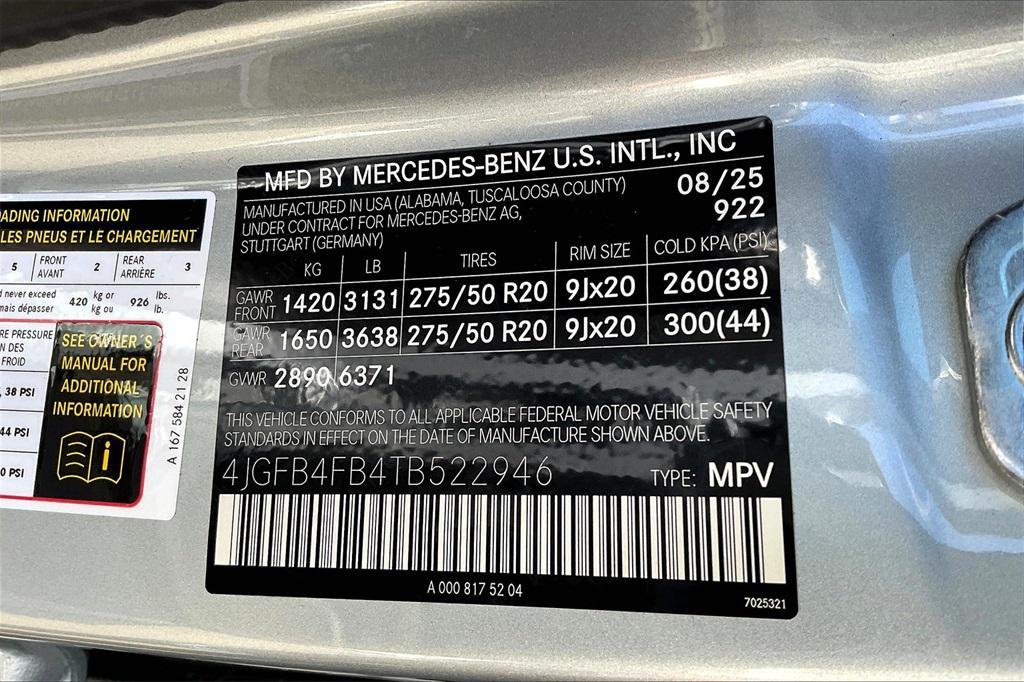 MFD BY MERCEDES-BENZ U.S. INTL., INC
MANUFACTURED IN USA (ALABAMA, TUSCALOOSA COUNTY) 08/25
UNDER CONTRACT FOR MERCEDES-BENZ AG, 922
STUTTGART (GERMANY)
KG LB TIRES RIM SIZE COLD KPA (PSI)
GAWR FRONT 1420 3131 275/50 R20 9Jx20 260(38)
GAWR REAR 1650 3638 275/50 R20 9Jx20 300(44)
GVWR 2890 6371
THIS VEHICLE CONFORMS TO ALL APPLICABLE FEDERAL MOTOR VEHICLE SAFETY
STANDARDS IN EFFECT ON THE DATE OF MANUFACTURE SHOWN ABOVE.
4JGFB4FB4TB522946 TYPE: MPV
A 000 817 52 04
7025321
ADING INFORMATION
LES PNEUS ET LE CHARGEMENT
5 FRONT AVANT 2 REAR ARRIÈRE 3
d never exceed 420 kg or 926 lbs.
mais dépasser kg ou lb.
RE PRESSURE
ON DES
FROID
, 38 PSI
44 PSI
0 PSI
SEE OWNER´S
MANUAL FOR
ADDITIONAL
INFORMATION
A 167 584 21 28